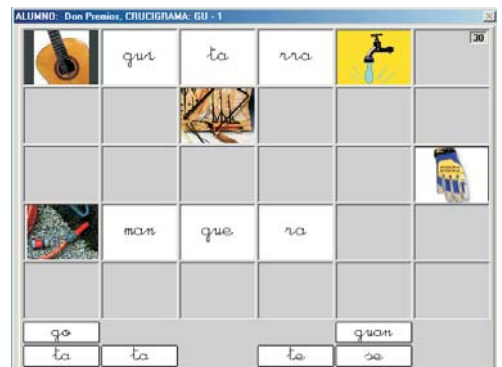 ALUMNO: Don Premios, CRUCIGRAMA: GU - 1
gui ta rra 30
man gue ra
go guan
ta ta te se